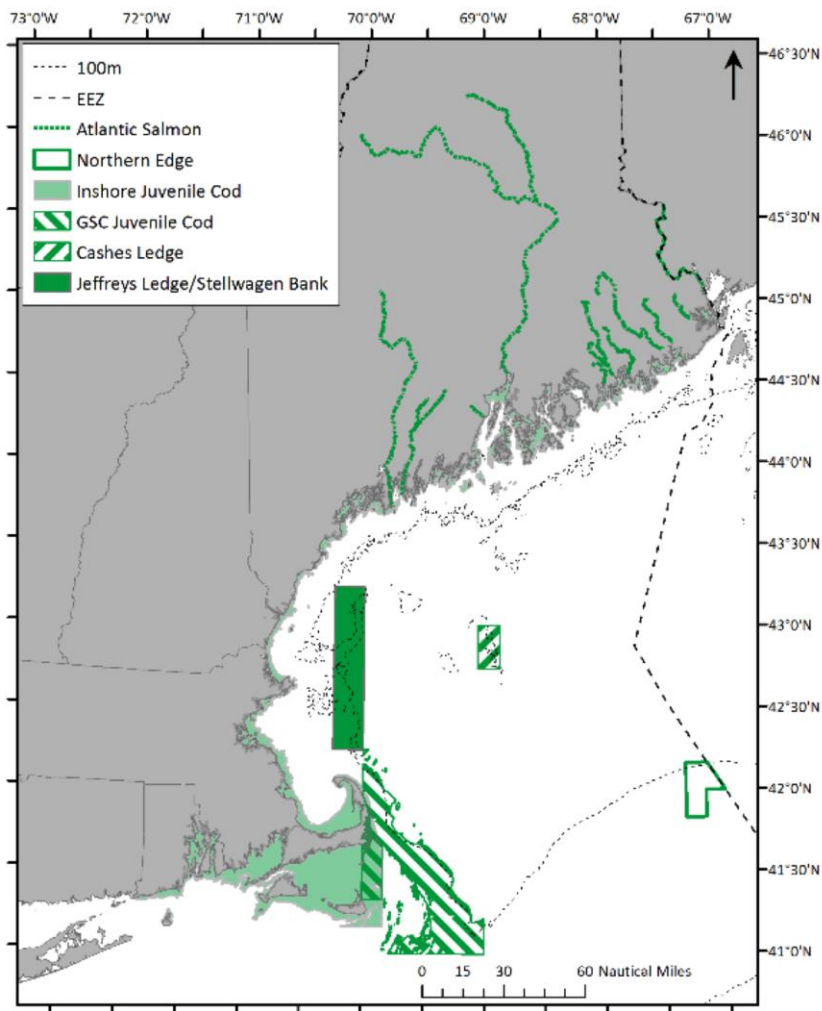 73°0'W 72°0'W 71°0'W 70°0'W 69°0'W 68°0'W 67°0'W
100m
EEZ
Atlantic Salmon
Northern Edge
Inshore Juvenile Cod
GSC Juvenile Cod
Cashes Ledge
Jeffreys Ledge/Stellwagen Bank
46°30'N
46°0'N
45°30'N
45°0'N
44°30'N
44°0'N
43°30'N
43°0'N
42°30'N
42°0'N
41°30'N
41°0'N
0 15 30 60 Nautical Miles